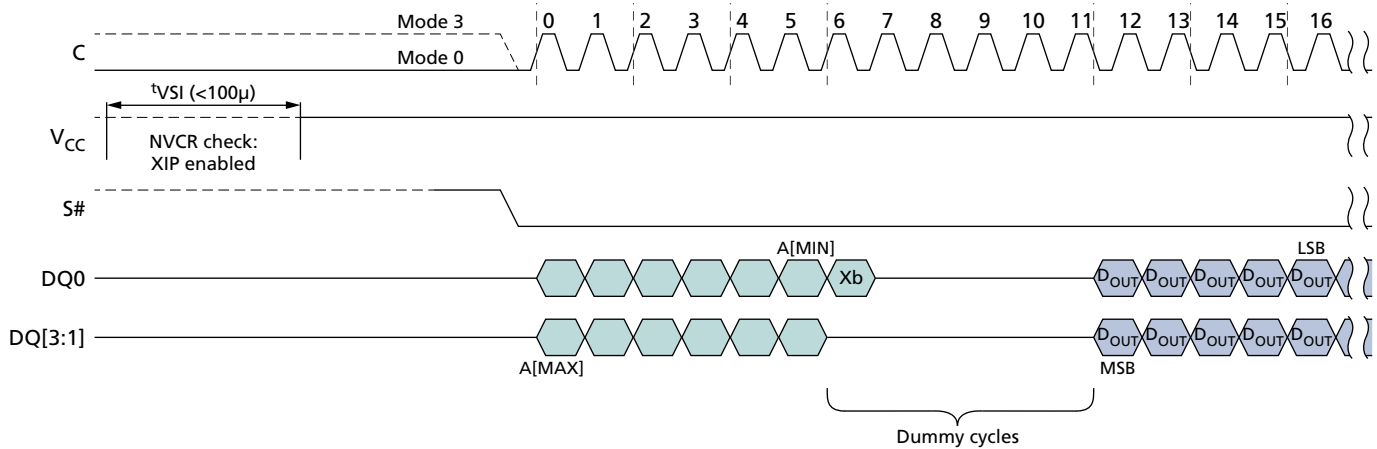 Mode 3
0 1 2 3 4 5 6 7 8 9 10 11 12 13 14 15 16
C
Mode 0
tVSI (<100µ)
VCC
NVCR check:
XIP enabled
S#
A[MIN]
LSB
DQ0
Xb
DOUT DOUT DOUT DOUT DOUT
DQ[3:1]
DOUT DOUT DOUT DOUT DOUT
A[MAX]
MSB
Dummy cycles